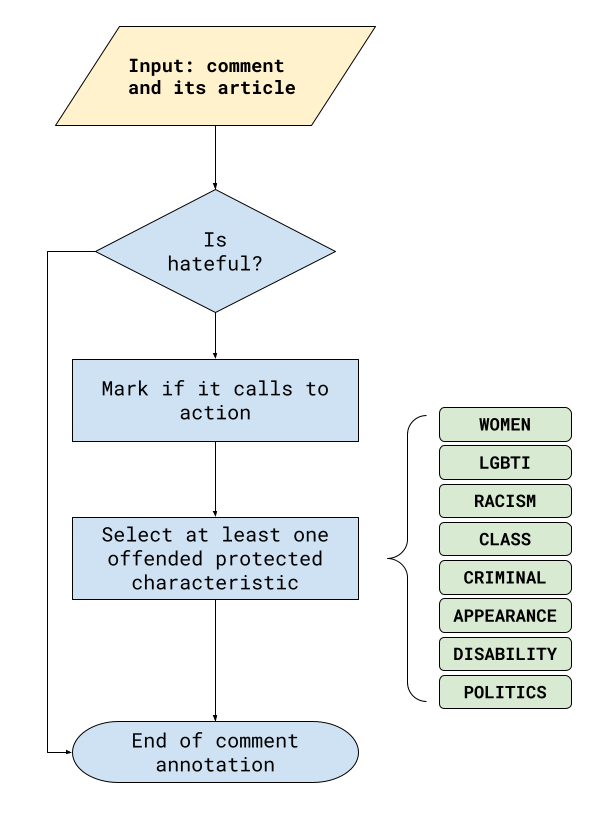 Input: comment
and its article
Is
hateful?
Mark if it calls to
action
Select at least one
offended protected
characteristic
WOMEN
LGBTI
RACISM
CLASS
CRIMINAL
APPEARANCE
DISABILITY
POLITICS
End of comment
annotation